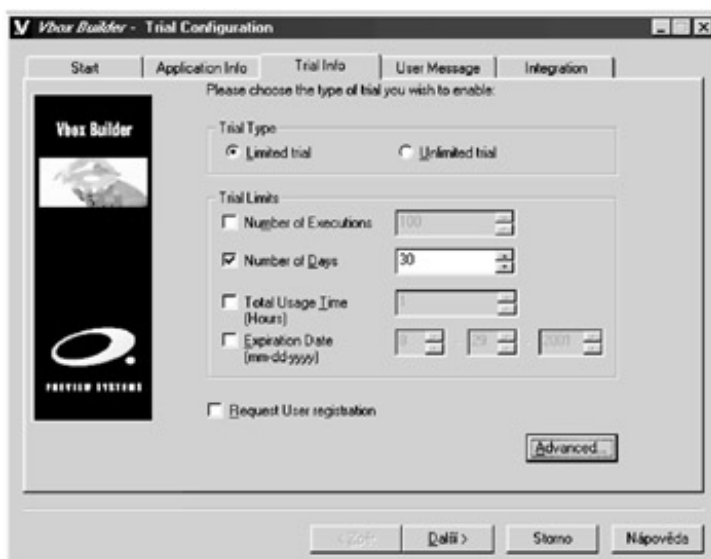 Vbox Builder - Trial Configuration
Start Application Info Trial Info User Message Integration
Please choose the type of trial you wish to enable:
Vbox Builder
Trial Type
Limited trial Unlimited trial
Trial Limits
Number of Executions 100
Number of Days 30
Total Usage Time (Hours) 1
Expiration Date (mm-dd-yyyy) 29 2001
PREVIEW SYSTEMS
Request User registration
Advanced...
Další > Storno Nápověda